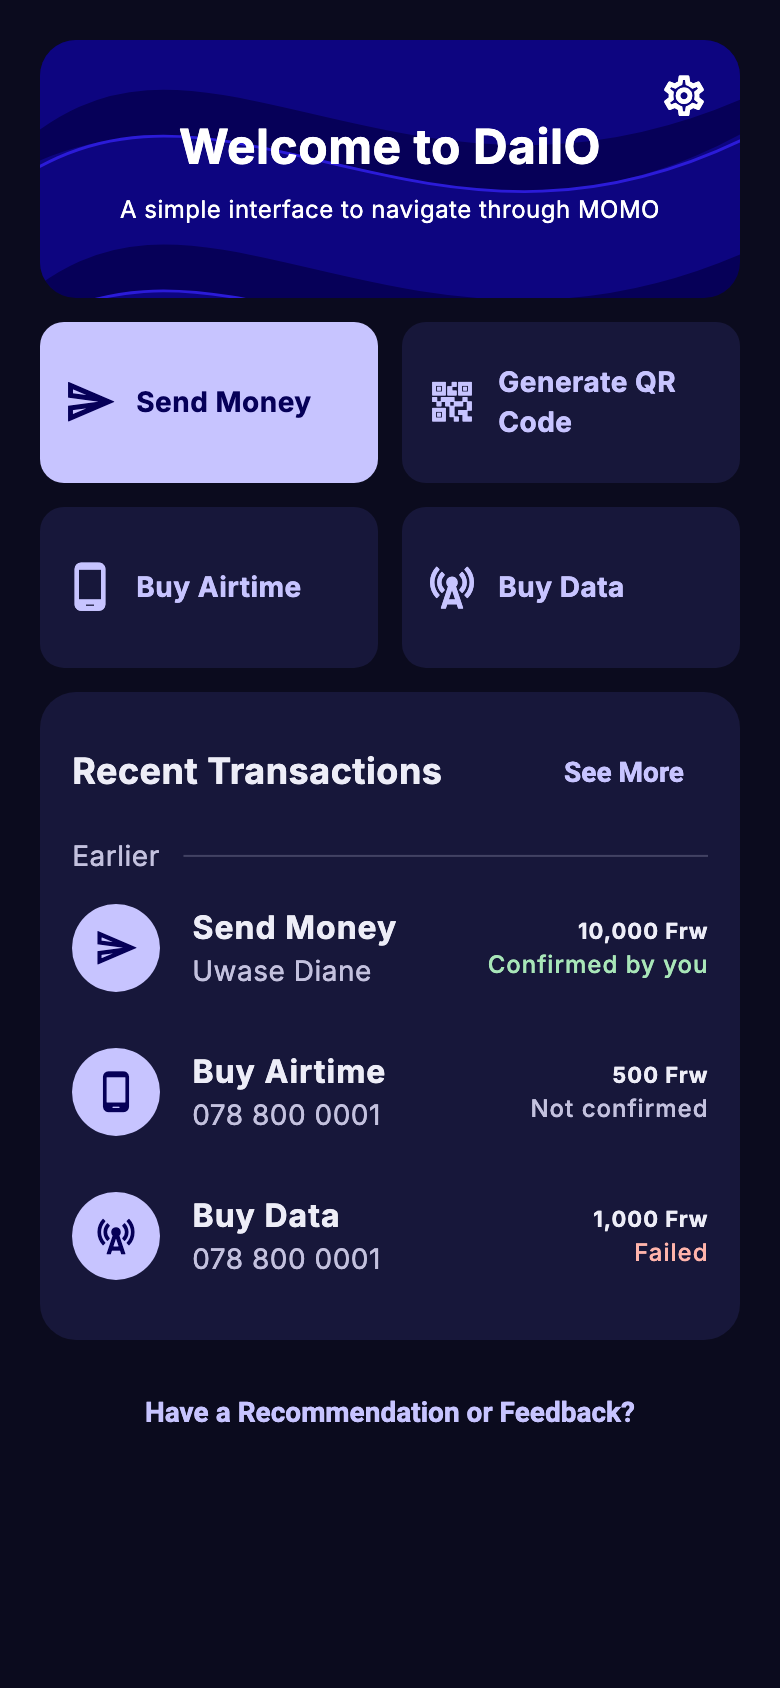 Welcome to DailO
A simple interface to navigate through MOMO
Send Money
Generate QR
Code
Buy Airtime
Buy Data
Recent Transactions
See More
Earlier
Send Money
10,000 Frw
Uwase Diane
Confirmed by you
Buy Airtime
500 Frw
078 800 0001
Not confirmed
Buy Data
1,000 Frw
078 800 0001
Failed
Have a Recommendation or Feedback?